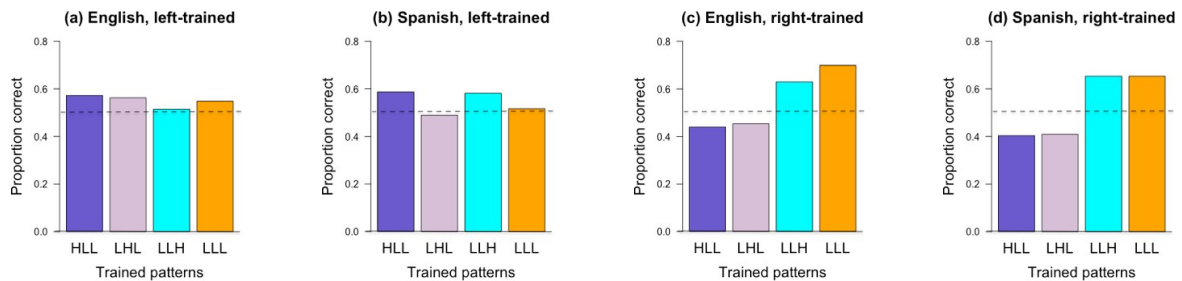 (a) English, left-trained
Proportion correct
0.8
0.6
0.4
0.2
0.0
HLL LHL LLH LLL
Trained patterns
(b) Spanish, left-trained
Proportion correct
0.8
0.6
0.4
0.2
0.0
HLL LHL LLH LLL
Trained patterns
(c) English, right-trained
Proportion correct
0.8
0.6
0.4
0.2
0.0
HLL LHL LLH LLL
Trained patterns
(d) Spanish, right-trained
Proportion correct
0.8
0.6
0.4
0.2
0.0
HLL LHL LLH LLL
Trained patterns